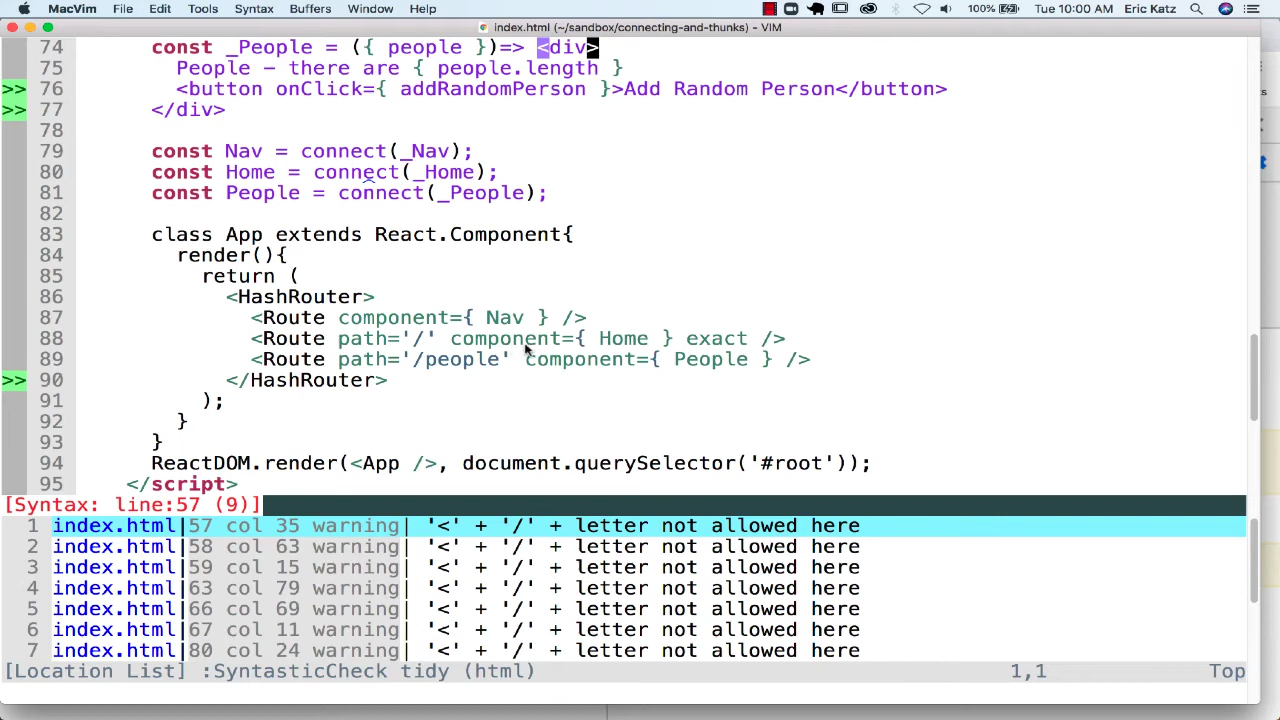 MacVim File Edit Tools Syntax Buffers Window Help 100% Tue 10:00 AM Eric Katz
index.html (~/sandbox/connecting-and-thunks) - VIM
74 const _People = ({ people })=> <div>
75 People - there are { people.length }
>> 76 <button onClick={ addRandomPerson }>Add Random Person</button>
>> 77 </div>
78
79 const Nav = connect(_Nav);
80 const Home = connect(_Home);
81 const People = connect(_People);
82
83 class App extends React.Component{
84 render(){
85 return (
86 <HashRouter>
87 <Route component={ Nav } />
88 <Route path='/' component={ Home } exact />
89 <Route path='/people' component={ People } />
>> 90 </HashRouter>
91 );
92 }
93 }
94 ReactDOM.render(<App />, document.querySelector('#root'));
95 </script>
[Syntax: line:57 (9)]
1 index.html|57 col 35 warning| '<' + '/' + letter not allowed here
2 index.html|58 col 63 warning| '<' + '/' + letter not allowed here
3 index.html|59 col 15 warning| '<' + '/' + letter not allowed here
4 index.html|63 col 79 warning| '<' + '/' + letter not allowed here
5 index.html|66 col 69 warning| '<' + '/' + letter not allowed here
6 index.html|67 col 11 warning| '<' + '/' + letter not allowed here
7 index.html|80 col 24 warning| '<' + '/' + letter not allowed here
[Location List] :SyntasticCheck tidy (html) 1,1 Top